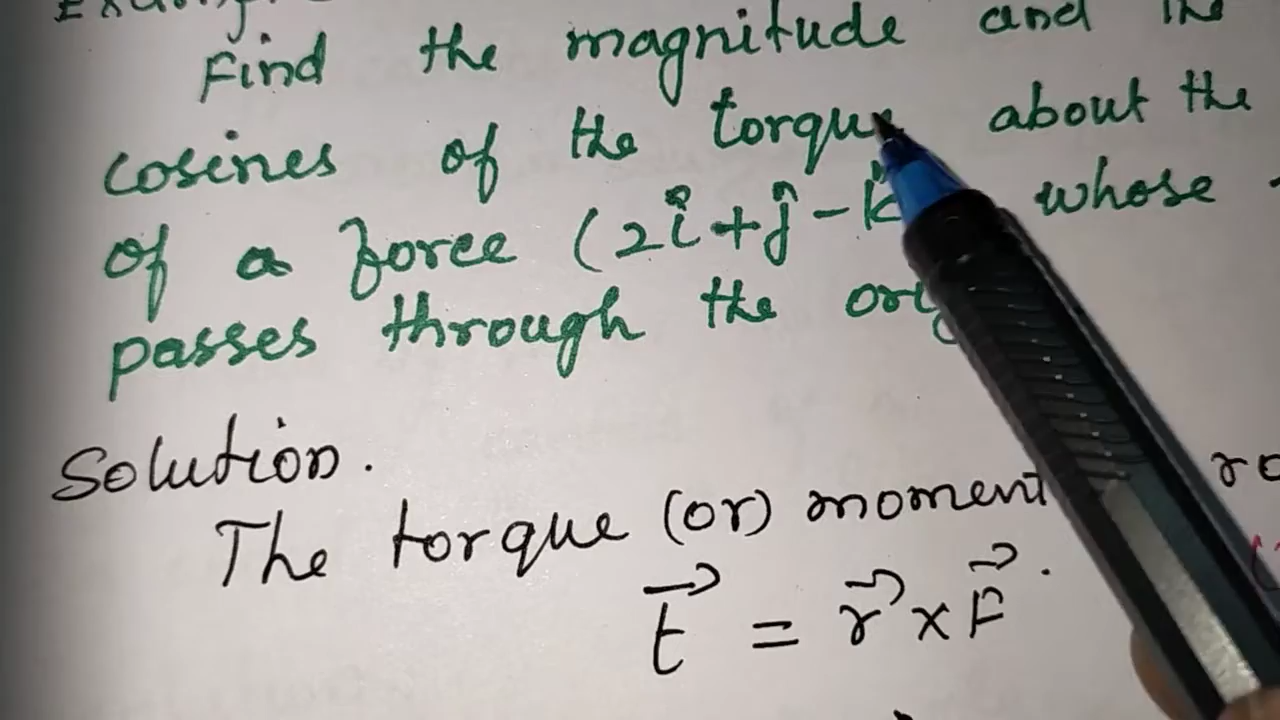 Find the magnitude and the
cosines of the torque about the
of a force (2î+ĵ-k̂ whose
passes through the
Solution.
The torque (or) moment
t⃗ = r⃗ x F⃗.